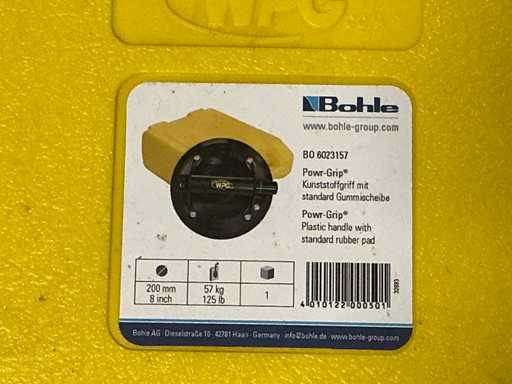 WPG
Bohle
www.bohle-group.com
BO 6023157
Powr-Grip®
Kunststoffgriff mit
standard Gummischeibe
Powr-Grip®
Plastic handle with
standard rubber pad
WPG
200 mm
8 inch
57 kg
125 lb
1
4 010122 000501
Bohle AG · Dieselstraße 10 · 42781 Haan · Germany · info@bohle.de · www.bohle-group.com